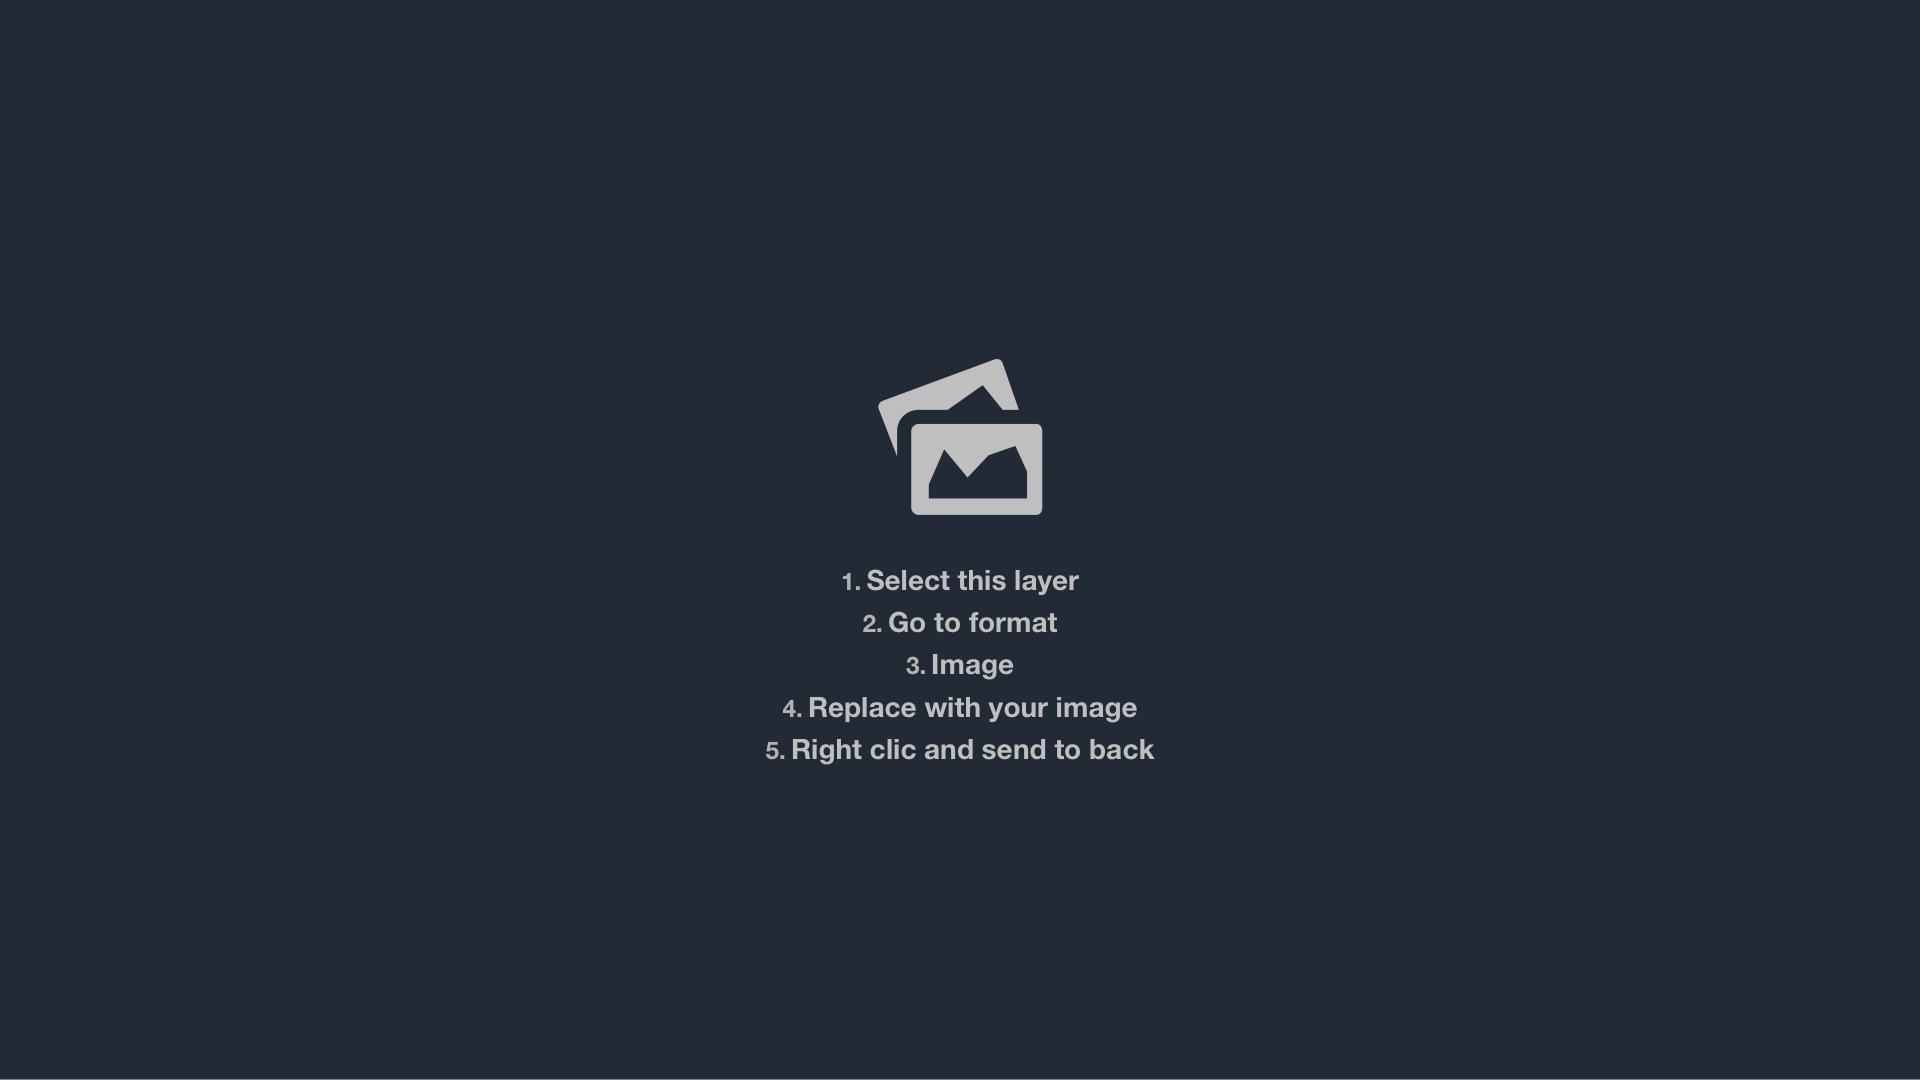 1. Select this layer
2. Go to format
3. Image
4. Replace with your image
5. Right clic and send to back